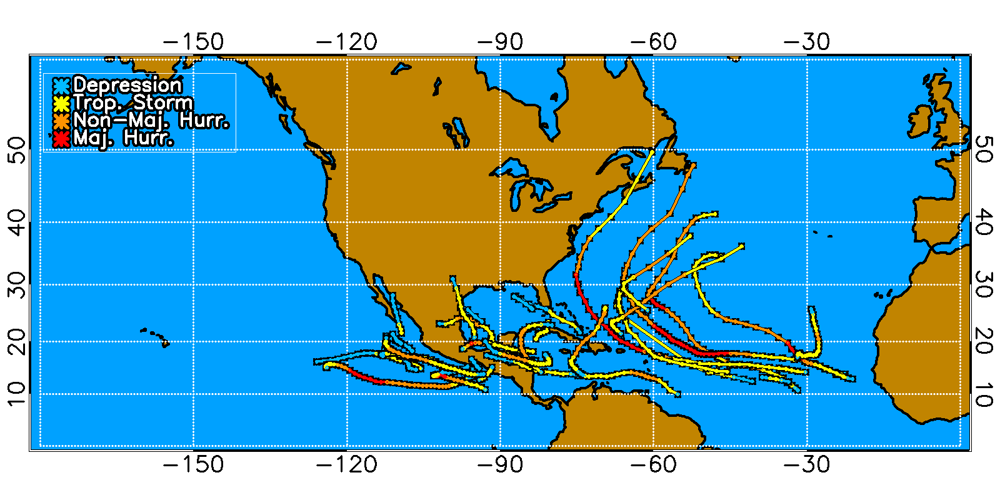 -150 -120 -90 -60 -30
Depression
Trop. Storm
Non-Maj. Hurr.
Maj. Hurr.
50 50
40 40
30 30
20 20
10 10
-150 -120 -90 -60 -30